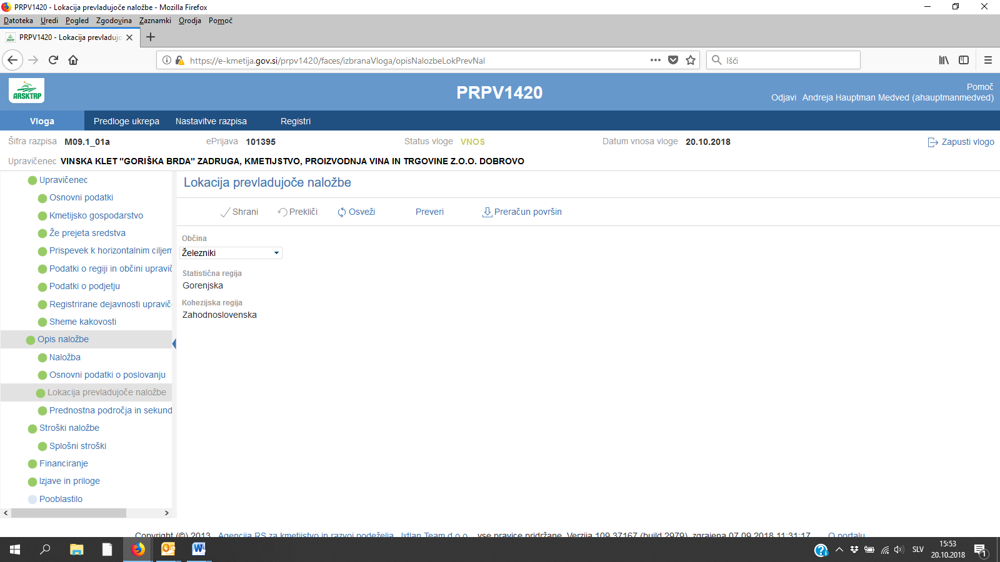 PRPV1420 - Lokacija prevladujoče naložbe - Mozilla Firefox
Datoteka Uredi Pogled Zgodovina Zaznamki Orodja Pomoč
PRPV1420 - Lokacija prevladujo
https://e-kmetija.gov.si/prpv1420/faces/izbranaVloga/opisNalozbeLokPrevNal
Išči
ARSKTRP
PRPV1420
Pomoč
Odjavi Andreja Hauptman Medved (ahauptmanmedved)
Vloga Predloge ukrepa Nastavitve razpisa Registri
Šifra razpisa M09.1_01a ePrijava 101395 Status vloge VNOS Datum vnosa vloge 20.10.2018 Zapusti vlogo
Upravičenec VINSKA KLET "GORIŠKA BRDA" ZADRUGA, KMETIJSTVO, PROIZVODNJA VINA IN TRGOVINE Z.O.O. DOBROVO
Upravičenec
Osnovni podatki
Kmetijsko gospodarstvo
Že prejeta sredstva
Prispevek k horizontalnim ciljem
Podatki o regiji in občini upravič
Podatki o podjetju
Registrirane dejavnosti upravič
Sheme kakovosti
Opis naložbe
Naložba
Osnovni podatki o poslovanju
Lokacija prevladujoče naložbe
Prednostna področja in sekund
Stroški naložbe
Splošni stroški
Financiranje
Izjave in priloge
Pooblastilo
Lokacija prevladujoče naložbe
Shrani Prekliči Osveži Preveri Preračun površin
Občina
Železniki
Statistična regija
Gorenjska
Kohezijska regija
Zahodnoslovenska
Copyright (©) 2013 Agencija RS za kmetijstvo in razvoj podeželja, Ixtlan Team d.o.o., vse pravice pridržane. Verzija 109.37167 (build 2979), zgrajena 07.09.2018 11:31:17 O portalu
SLV
15:53
20.10.2018
1